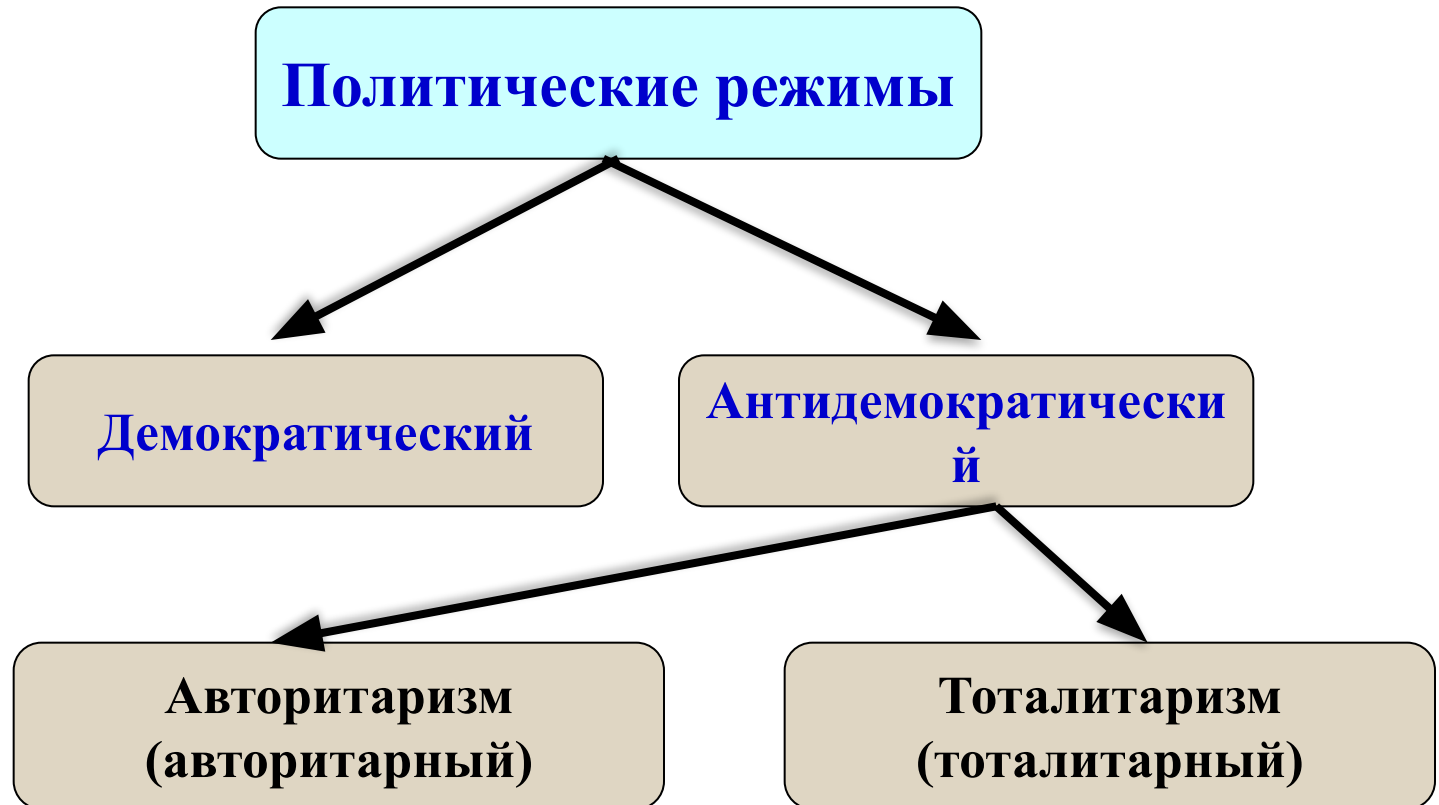 Политические режимы
Демократический
Антидемократически
й
Авторитаризм
(авторитарный)
Тоталитаризм
(тоталитарный)